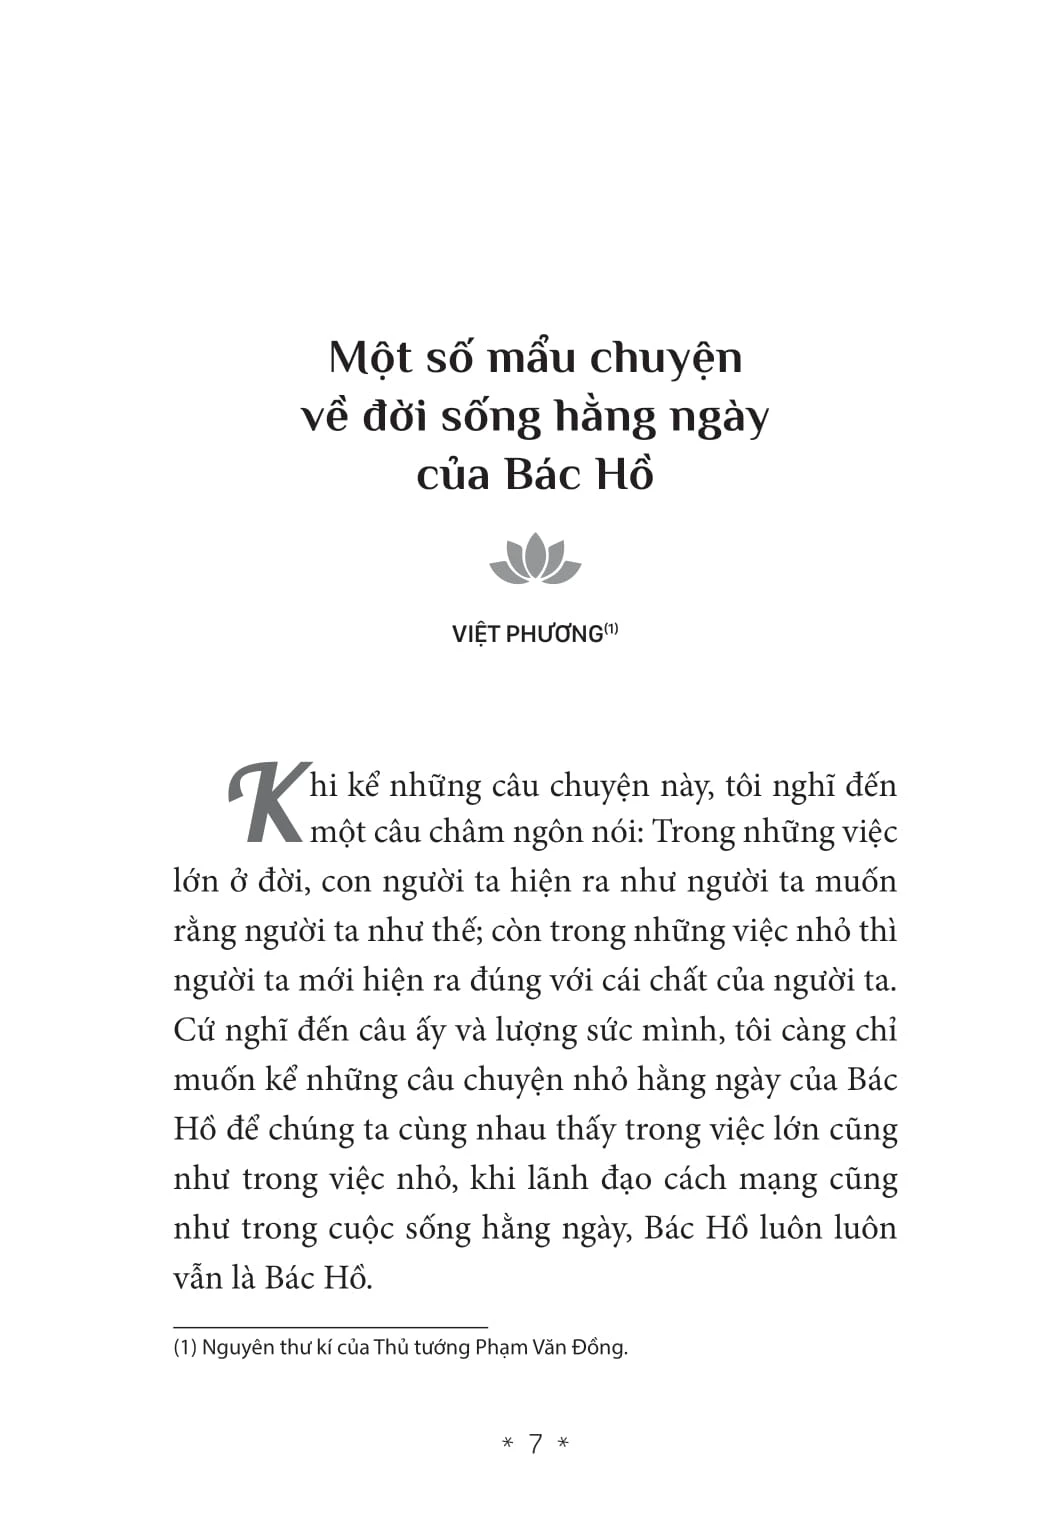 Một số mẩu chuyện
về đời sống hằng ngày
của Bác Hồ
VIỆT PHƯƠNG(1)
Khi kể những câu chuyện này, tôi nghĩ đến
một câu châm ngôn nói: Trong những việc
lớn ở đời, con người ta hiện ra như người ta muốn
rằng người ta như thế; còn trong những việc nhỏ thì
người ta mới hiện ra đúng với cái chất của người ta.
Cứ nghĩ đến câu ấy và lượng sức mình, tôi càng chỉ
muốn kể những câu chuyện nhỏ hằng ngày của Bác
Hồ để chúng ta cùng nhau thấy trong việc lớn cũng
như trong việc nhỏ, khi lãnh đạo cách mạng cũng
như trong cuộc sống hằng ngày, Bác Hồ luôn luôn
vẫn là Bác Hồ.
(1) Nguyên thư kí của Thủ tướng Phạm Văn Đồng.
* 7 *